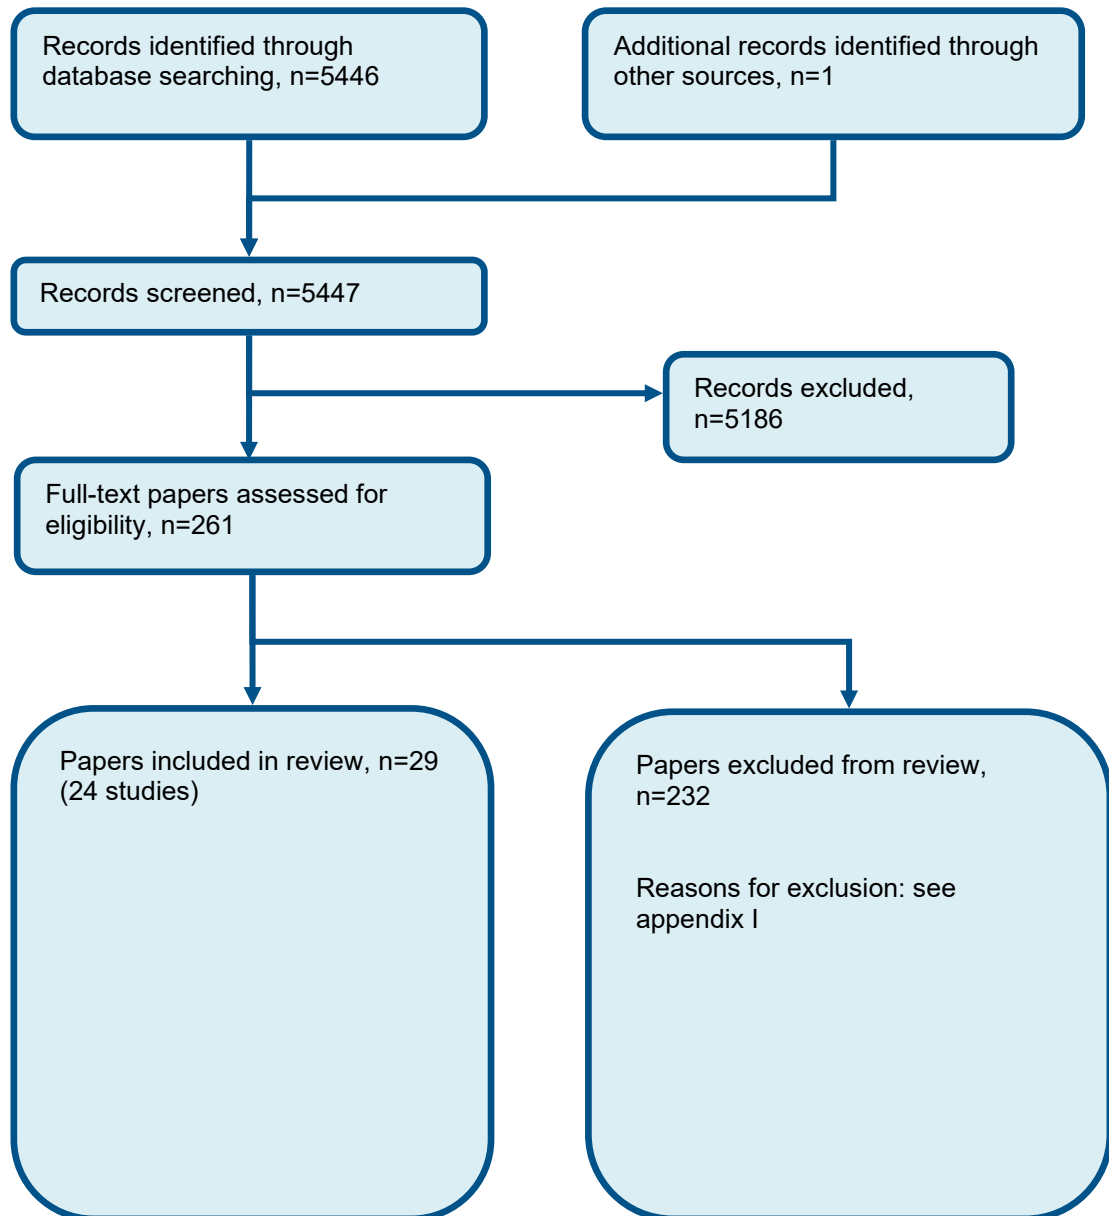 Records identified through
database searching, n=5446
Additional records identified through
other sources, n=1
Records screened, n=5447
Records excluded,
n=5186
Full-text papers assessed for
eligibility, n=261
Papers included in review, n=29
(24 studies)
Papers excluded from review,
n=232
Reasons for exclusion: see
appendix I